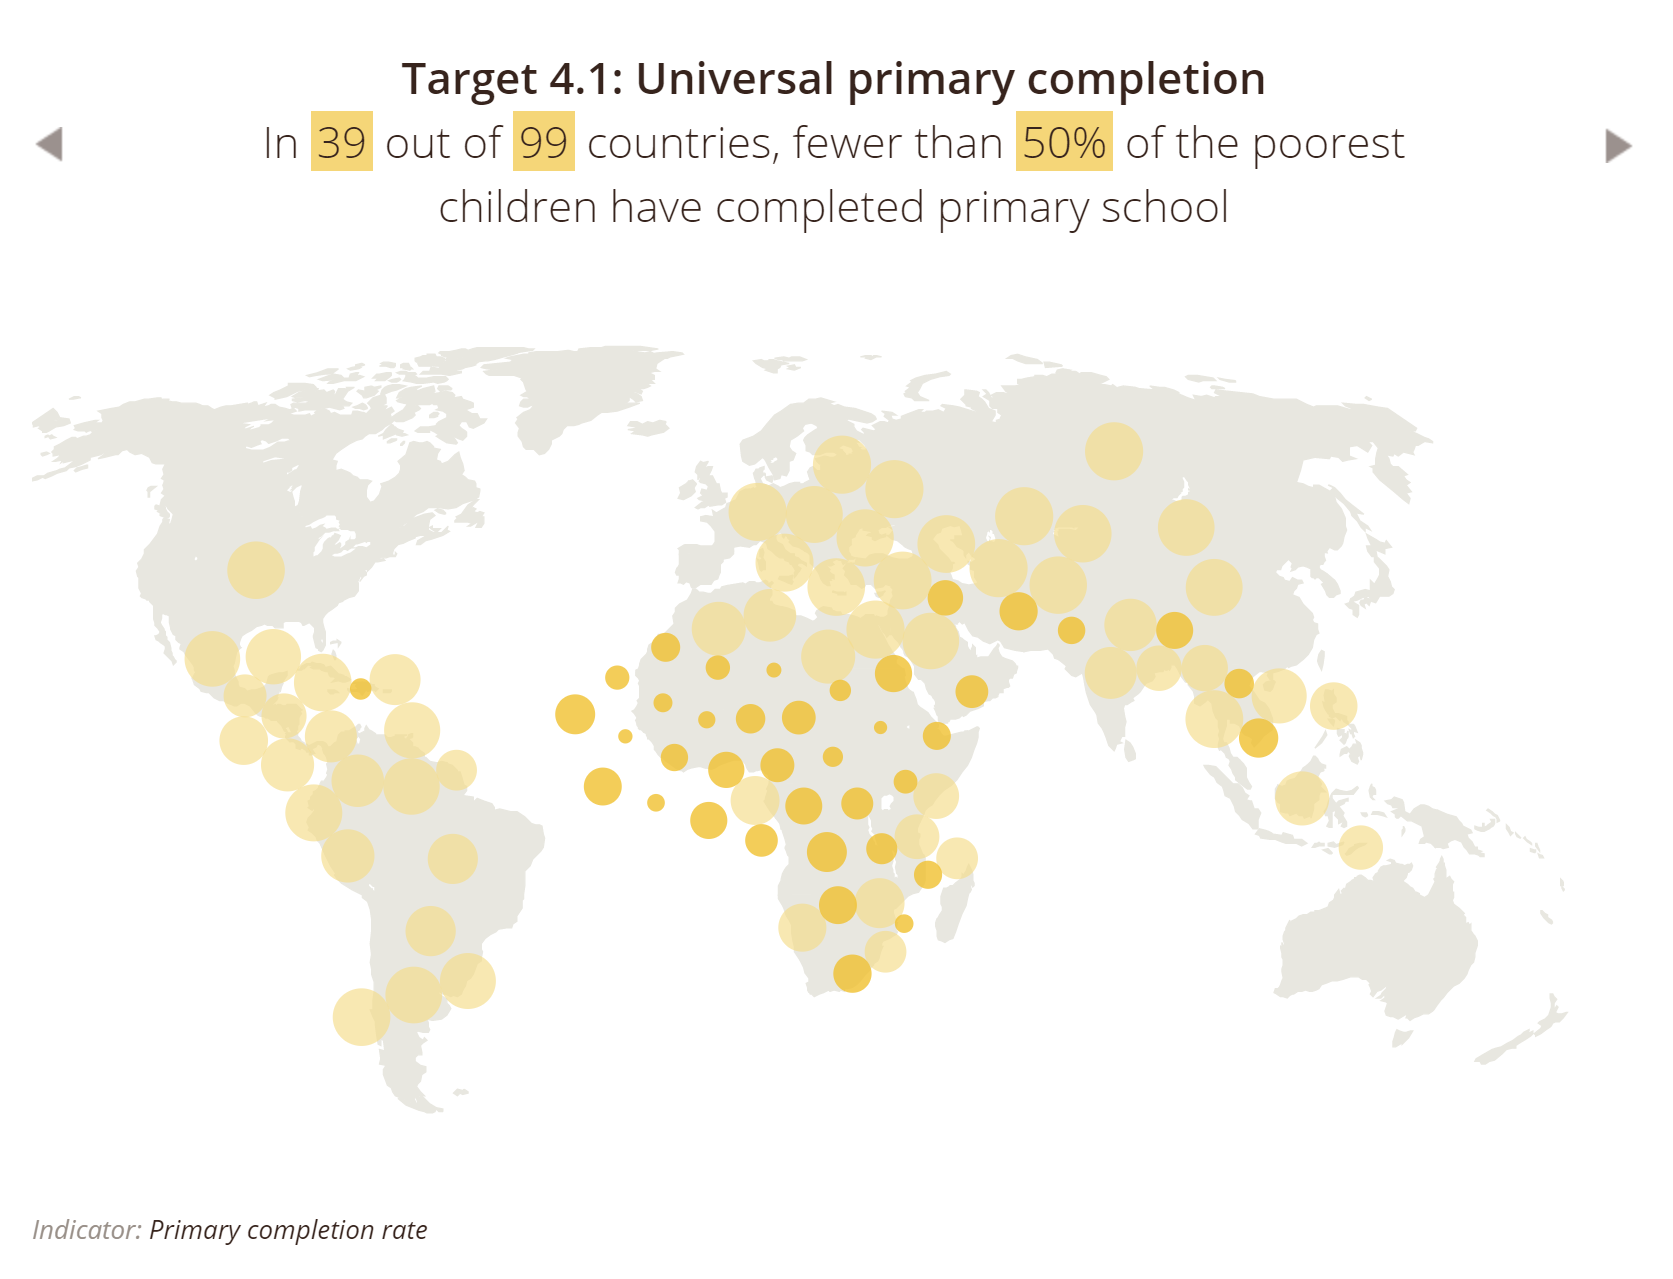 Target 4.1: Universal primary completion
In 39 out of 99 countries, fewer than 50% of the poorest
children have completed primary school
Indicator: Primary completion rate